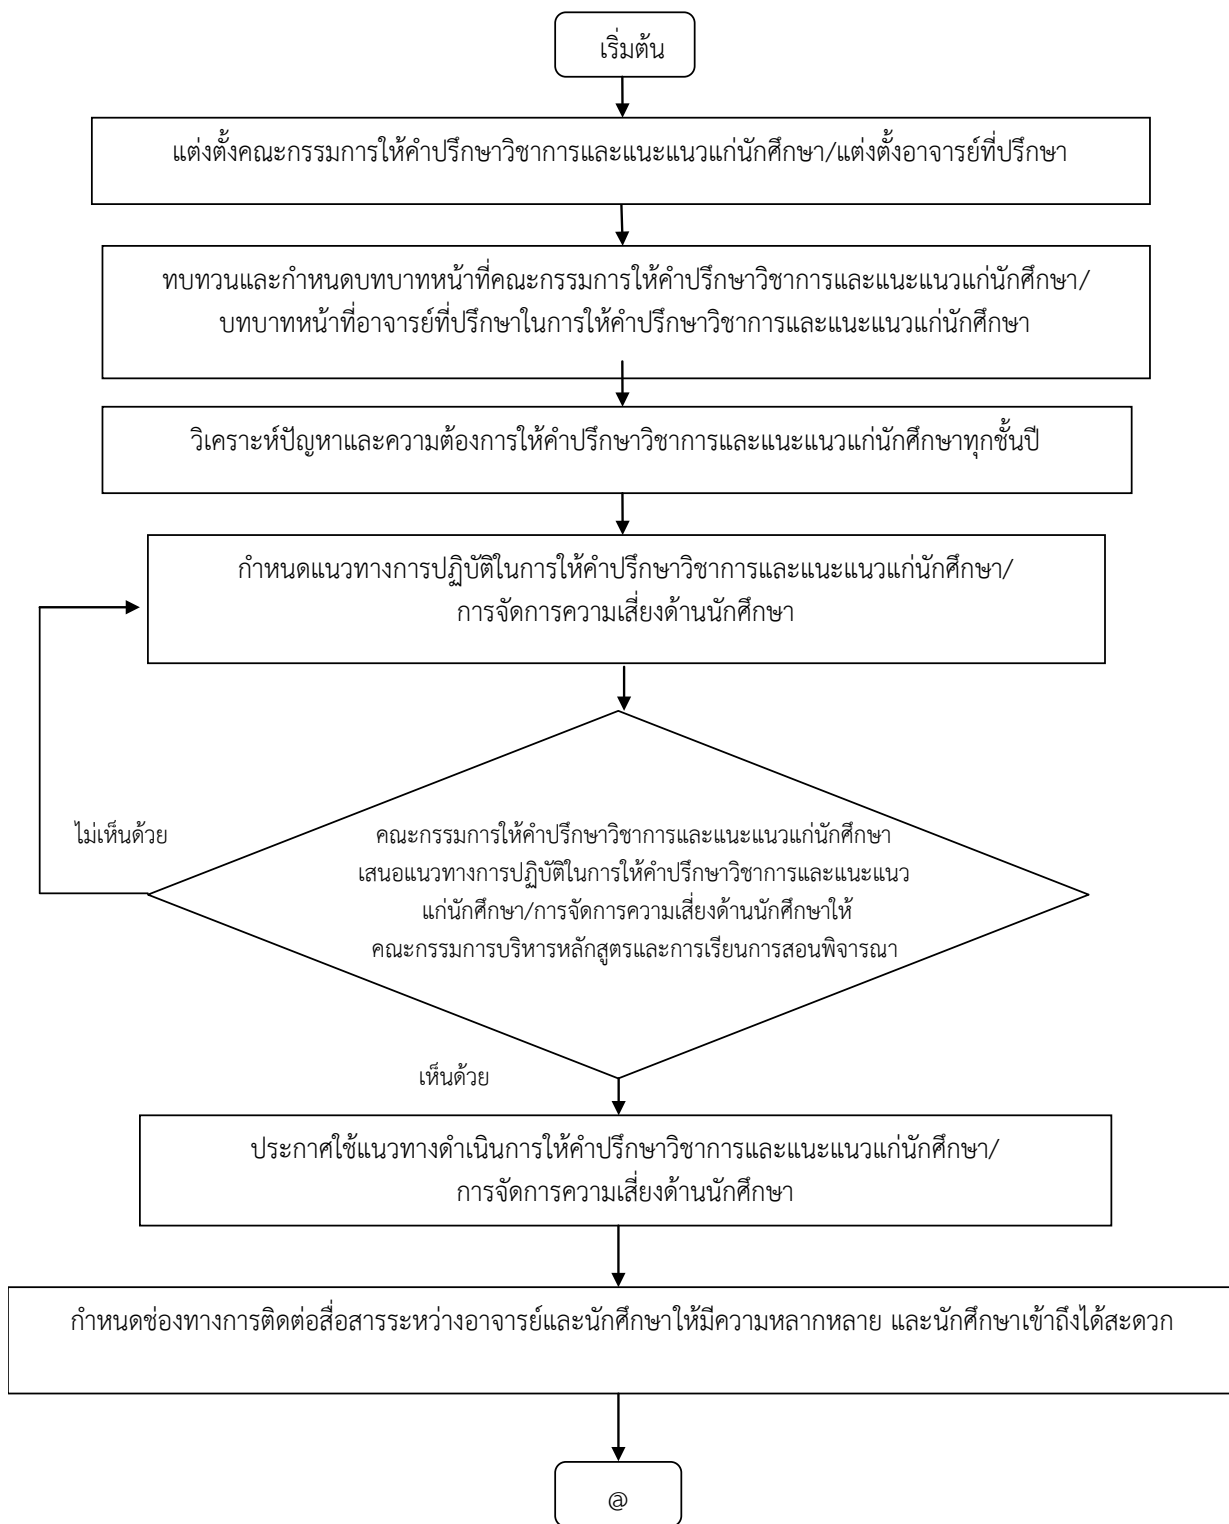 เริ่มต้น
แต่งตั้งคณะกรรมการให้คำปรึกษาวิชาการและแนะแนวแก่นักศึกษา/แต่งตั้งอาจารย์ที่ปรึกษา
ทบทวนและกำหนดบทบาทหน้าที่คณะกรรมการให้คำปรึกษาวิชาการและแนะแนวแก่นักศึกษา/
บทบาทหน้าที่อาจารย์ที่ปรึกษาในการให้คำปรึกษาวิชาการและแนะแนวแก่นักศึกษา
วิเคราะห์ปัญหาและความต้องการให้คำปรึกษาวิชาการและแนะแนวแก่นักศึกษาทุกชั้นปี
กำหนดแนวทางการปฏิบัติในการให้คำปรึกษาวิชาการและแนะแนวแก่นักศึกษา/
การจัดการความเสี่ยงด้านนักศึกษา
ไม่เห็นด้วย
คณะกรรมการให้คำปรึกษาวิชาการและแนะแนวแก่นักศึกษา
เสนอแนวทางการปฏิบัติในการให้คำปรึกษาวิชาการและแนะแนว
แก่นักศึกษา/การจัดการความเสี่ยงด้านนักศึกษาให้
คณะกรรมการบริหารหลักสูตรและการเรียนการสอนพิจารณา
เห็นด้วย
ประกาศใช้แนวทางดำเนินการให้คำปรึกษาวิชาการและแนะแนวแก่นักศึกษา/
การจัดการความเสี่ยงด้านนักศึกษา
กำหนดช่องทางการติดต่อสื่อสารระหว่างอาจารย์และนักศึกษาให้มีความหลากหลาย และนักศึกษาเข้าถึงได้สะดวก
@